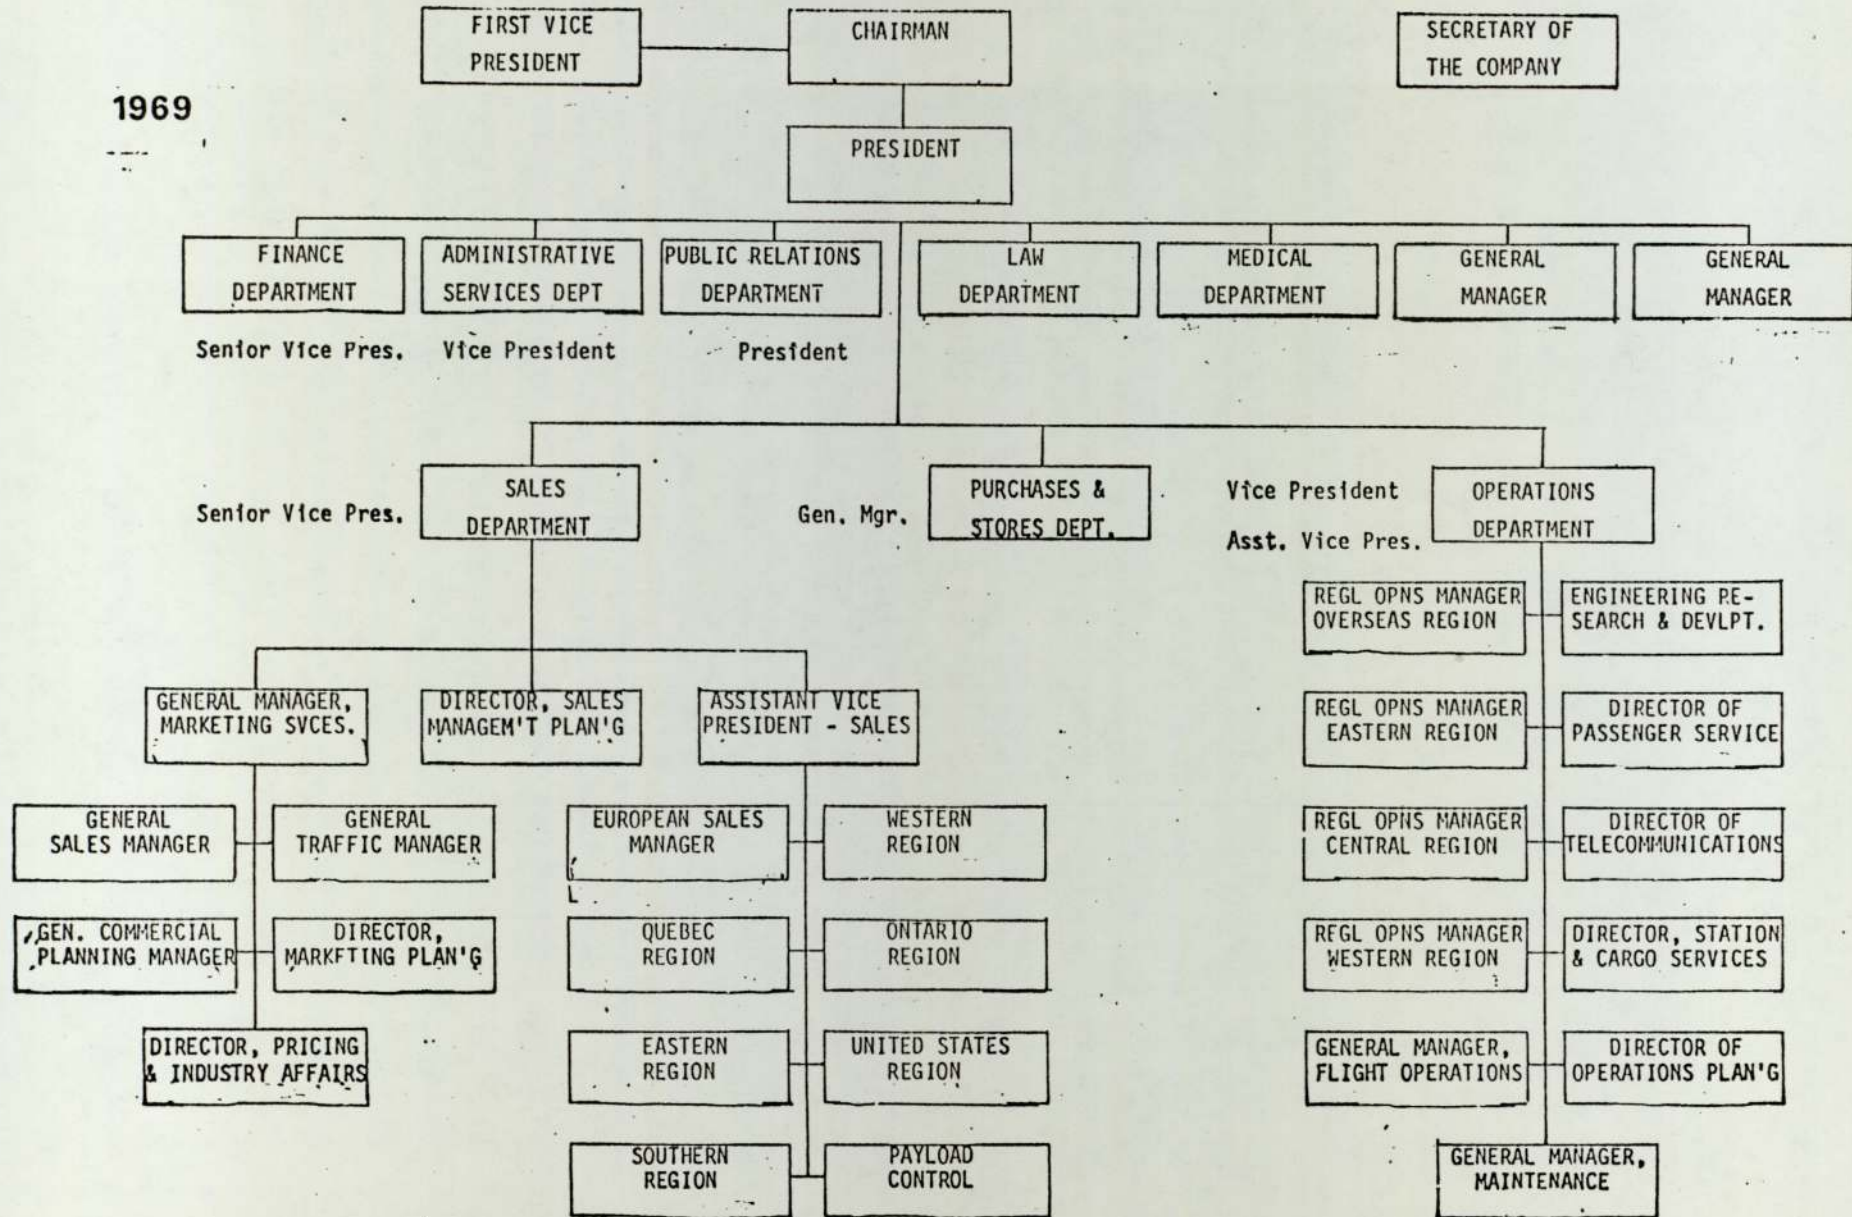 FIRST VICE
PRESIDENT
CHAIRMAN
SECRETARY OF
THE COMPANY
1969
PRESIDENT
FINANCE
DEPARTMENT
ADMINISTRATIVE
SERVICES DEPT
PUBLIC RELATIONS
DEPARTMENT
LAW
DEPARTMENT
MEDICAL
DEPARTMENT
GENERAL
MANAGER
GENERAL
MANAGER
Senior Vice Pres.
Vice President
President
Senior Vice Pres.
SALES
DEPARTMENT
Gen. Mgr.
PURCHASES &
STORES DEPT.
Vice President
Asst. Vice Pres.
OPERATIONS
DEPARTMENT
GENERAL MANAGER,
MARKETING SVCES.
DIRECTOR, SALES
MANAGEM'T PLAN'G
ASSISTANT VICE
PRESIDENT - SALES
GENERAL
SALES MANAGER
GENERAL
TRAFFIC MANAGER
GEN. COMMERCIAL
PLANNING MANAGER
DIRECTOR,
MARKFTING PLAN'G
DIRECTOR, PRICING
& INDUSTRY AFFAIRS
EUROPEAN SALES
MANAGER
WESTERN
REGION
QUEBEC
REGION
ONTARIO
REGION
EASTERN
REGION
UNITED STATES
REGION
SOUTHERN
REGION
PAYLOAD
CONTROL
REGL OPNS MANAGER
OVERSEAS REGION
ENGINEERING RE-
SEARCH & DEVLPT.
REGL OPNS MANAGER
EASTERN REGION
DIRECTOR OF
PASSENGER SERVICE
REGL OPNS MANAGER
CENTRAL REGION
DIRECTOR OF
TELECOMMUNICATIONS
REGL OPNS MANAGER
WESTERN REGION
DIRECTOR, STATION
& CARGO SERVICES
GENERAL MANAGER,
FLIGHT OPERATIONS
DIRECTOR OF
OPERATIONS PLAN'G
GENERAL MANAGER,
MAINTENANCE